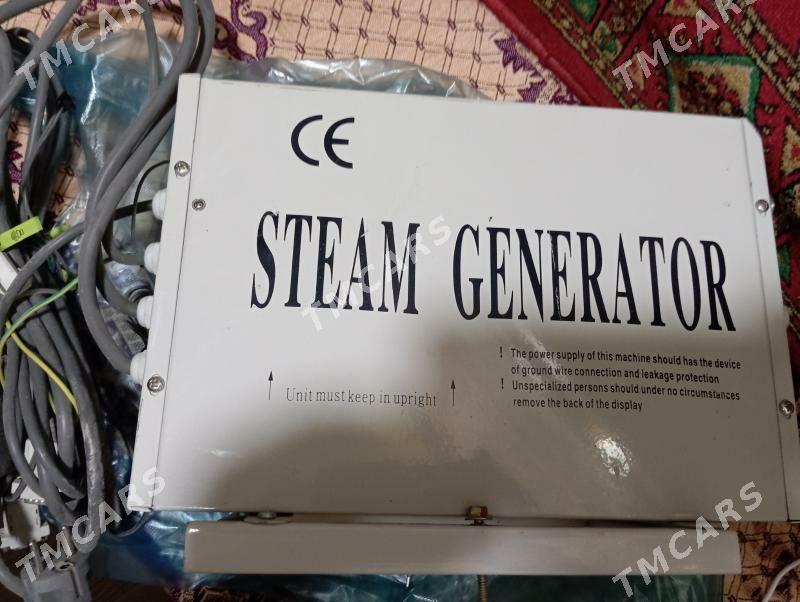 CE
STEAM GENERATOR
! The power supply of this machine should has the device
of ground wire connection and leakage protection
! Unspecialized persons should under no circumstances
remove the back of the display
↑ Unit must keep in upright ↑
TMCARS
TMCARS
TMCARS
TMCARS
TMCARS
TMCARS
TMCARS